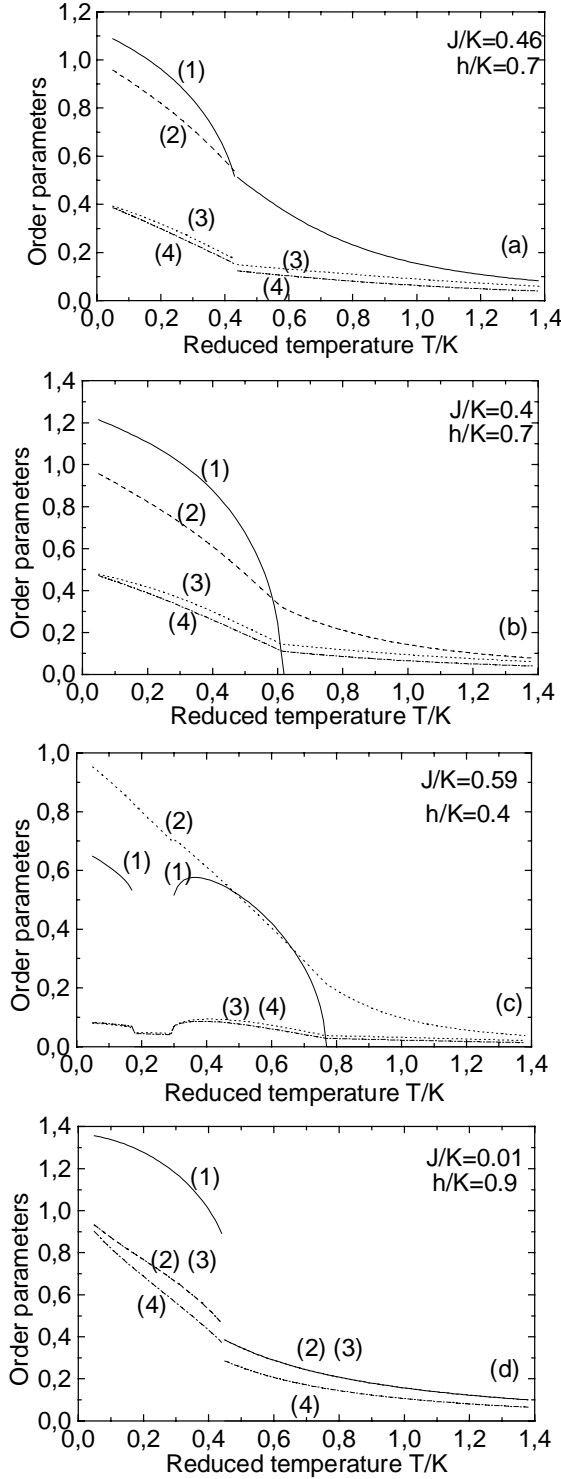 1,2
J/K=0.46
h/K=0.7
1,0
(1)
0,8
(2)
0,6
0,4
(3)
(3)
(a)
0,2
(4)
(4)
0,0
0,0 0,2 0,4 0,6 0,8 1,0 1,2 1,4
Order parameters
Reduced temperature T/K
1,4
J/K=0.4
h/K=0.7
1,2
(1)
1,0
(2)
0,8
0,6
0,4
(3)
(b)
0,2
(4)
0,0
0,0 0,2 0,4 0,6 0,8 1,0 1,2 1,4
Order parameters
Reduced temperature T/K
1,0
J/K=0.59
h/K=0.4
0,8
(2)
(1) (1)
0,6
0,4
0,2
(3) (4)
(c)
0,0
0,0 0,2 0,4 0,6 0,8 1,0 1,2 1,4
Order parameters
Reduced temperature T/K
1,4
J/K=0.01
h/K=0.9
1,2
(1)
1,0
0,8
(2) (3)
0,6
(4)
0,4
(2) (3)
(d)
0,2
(4)
0,0
0,0 0,2 0,4 0,6 0,8 1,0 1,2 1,4
Order parameters
Reduced temperature T/K